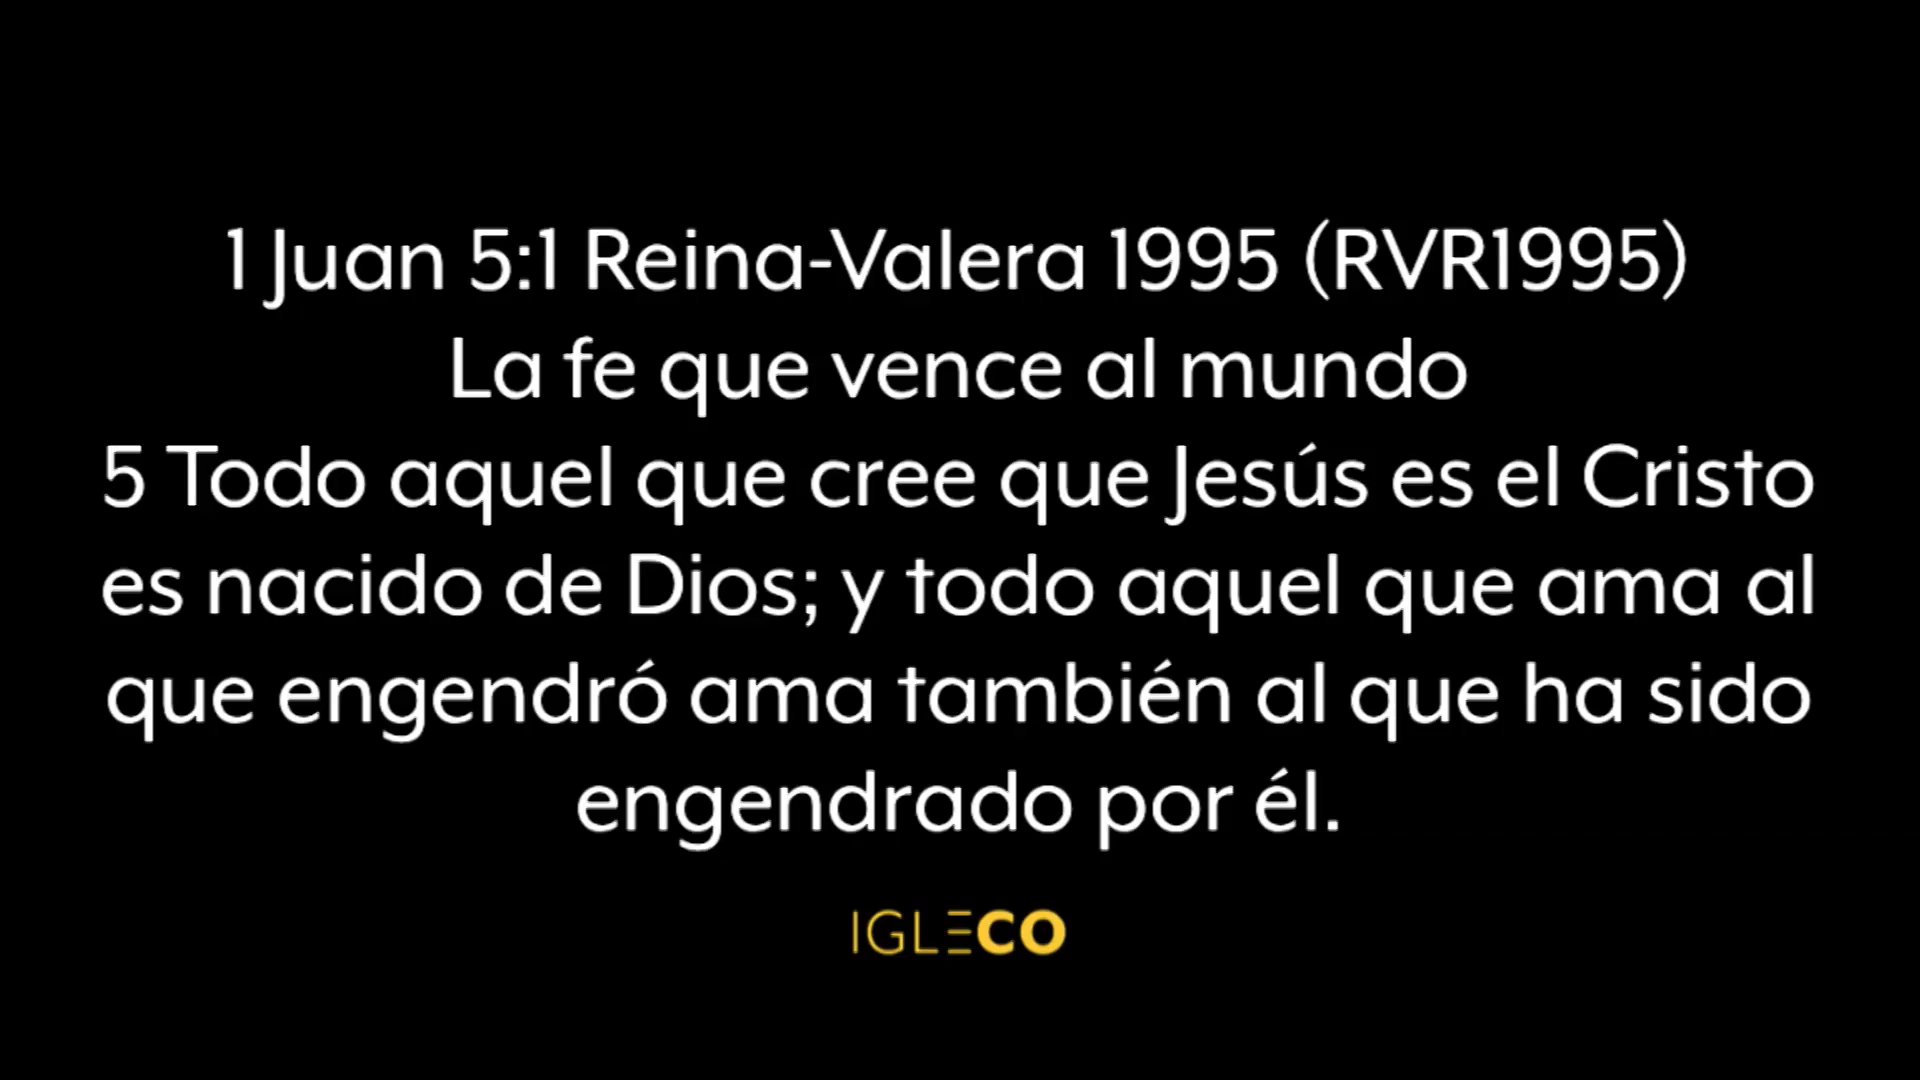 1 Juan 5:1 Reina-Valera 1995 (RVR1995)
La fe que vence al mundo
5 Todo aquel que cree que Jesús es el Cristo
es nacido de Dios; y todo aquel que ama al
que engendró ama también al que ha sido
engendrado por él.
IGLECO